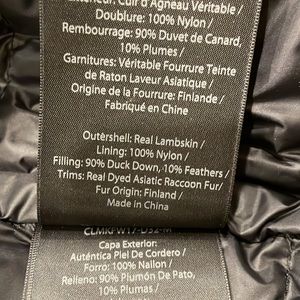 Extérieur: Cuir d'Agneau Véritable /
Doublure: 100% Nylon /
Rembourrage: 90% Duvet de Canard,
10% Plumes /
Garnitures: Véritable Fourrure Teinte
de Raton Laveur Asiatique /
Origine de la Fourrure: Finlande /
Fabriqué en Chine
Outershell: Real Lambskin /
Lining: 100% Nylon /
Filling: 90% Duck Down, 10% Feathers /
Trims: Real Dyed Asiatic Raccoon Fur/
Fur Origin: Finland /
Made in China
CLMKFW17-U32-M
Capa Exterior:
Auténtica Piel De Cordero /
Forro: 100% Nailon /
Relleno: 90% Plumón De Pato,
10% Plumas /